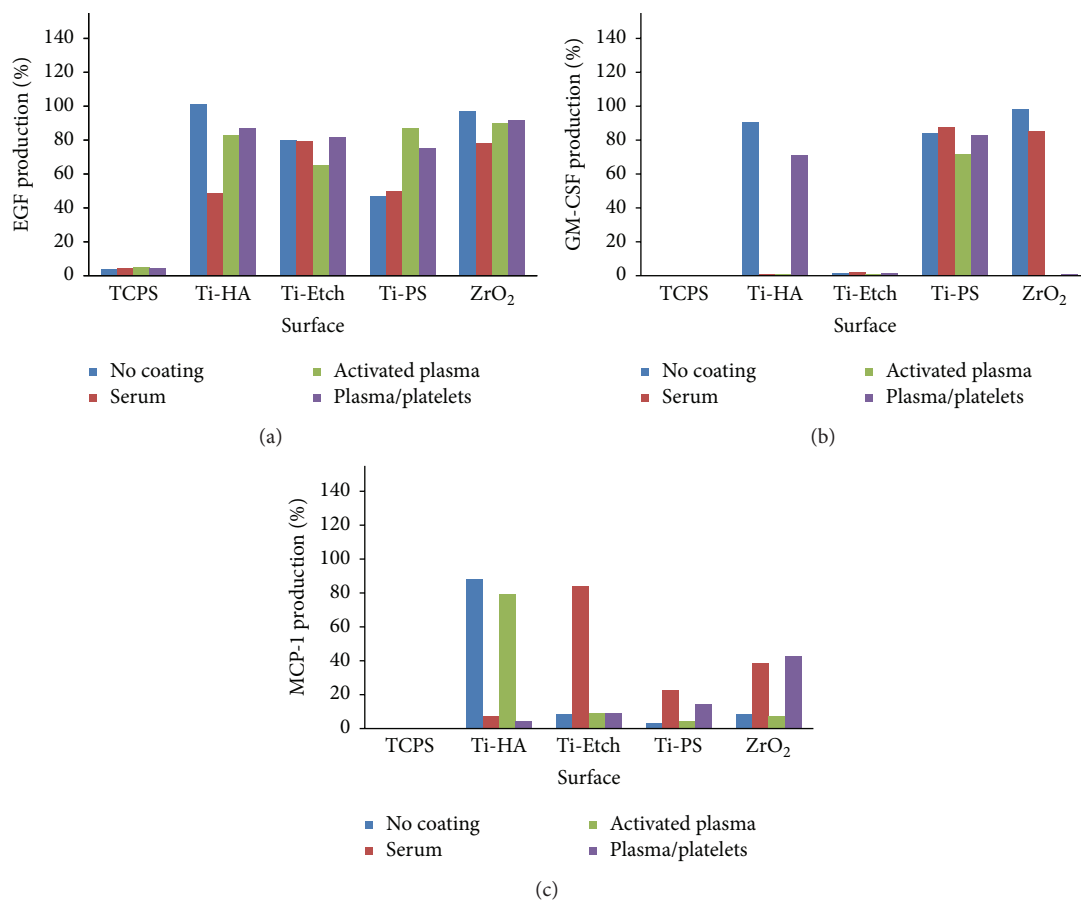 140
120
100
80
60
40
20
0
EGF production (%)
TCPS Ti-HA Ti-Etch Ti-PS ZrO₂
Surface
No coating Activated plasma
Serum Plasma/platelets
(a)
140
120
100
80
60
40
20
0
GM-CSF production (%)
TCPS Ti-HA Ti-Etch Ti-PS ZrO₂
Surface
No coating Activated plasma
Serum Plasma/platelets
(b)
140
120
100
80
60
40
20
0
MCP-1 production (%)
TCPS Ti-HA Ti-Etch Ti-PS ZrO₂
Surface
No coating Activated plasma
Serum Plasma/platelets
(c)